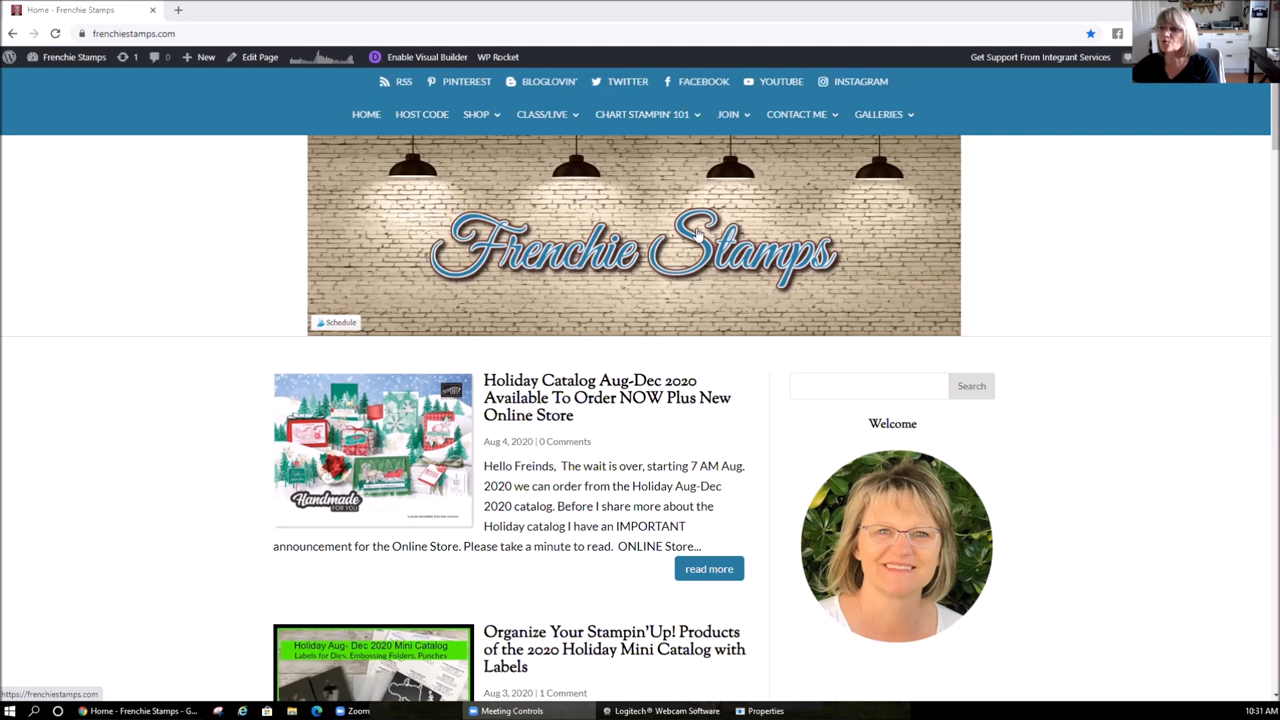 Home - Frenchie Stamps
frenchiestamps.com
Frenchie Stamps 1 0 New Edit Page Enable Visual Builder WP Rocket Get Support From Integrant Services
RSS PINTEREST BLOGLOVIN' TWITTER FACEBOOK YOUTUBE INSTAGRAM
HOME HOST CODE SHOP CLASS/LIVE CHART STAMPIN' 101 JOIN CONTACT ME GALLERIES
Frenchie Stamps
Schedule
Handmade
FOR YOU
Holiday Catalog Aug-Dec 2020
Available To Order NOW Plus New
Online Store
Aug 4, 2020 | 0 Comments
Hello Freinds, The wait is over, starting 7 AM Aug.
2020 we can order from the Holiday Aug-Dec
2020 catalog. Before I share more about the
Holiday catalog I have an IMPORTANT
announcement for the Online Store. Please take a minute to read. ONLINE Store...
read more
Search
Welcome
Holiday Aug- Dec 2020 Mini Catalog
Labels for Dies, Embossing Folders, Punches
Organize Your Stampin'Up! Products
of the 2020 Holiday Mini Catalog with
Labels
Aug 3, 2020 | 1 Comment
https://frenchiestamps.com
Home - Frenchie Stamps - G... Zoom Meeting Controls Logitech® Webcam Software Properties 10:31 AM